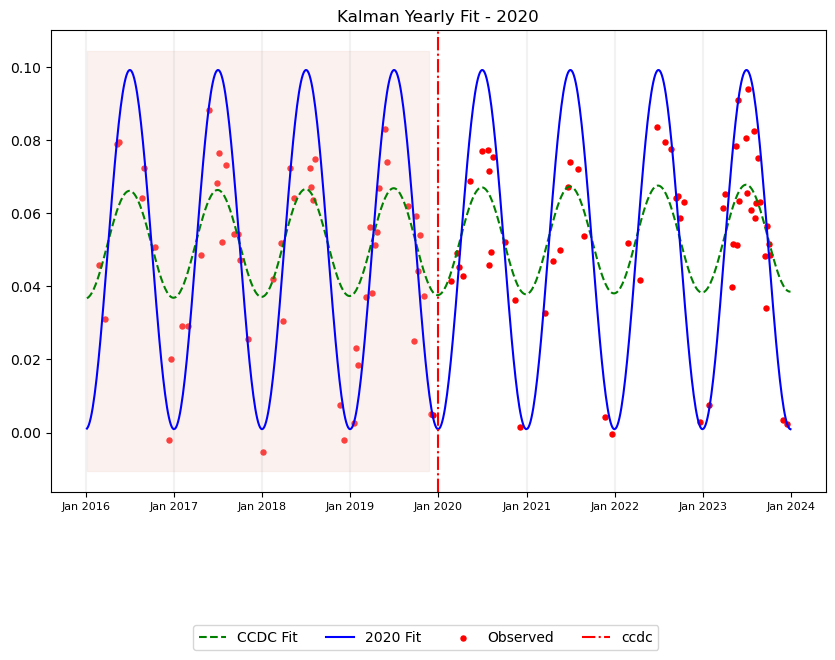 Kalman Yearly Fit - 2020
0.10
0.08
0.06
0.04
0.02
0.00
Jan 2016 Jan 2017 Jan 2018 Jan 2019 Jan 2020 Jan 2021 Jan 2022 Jan 2023 Jan 2024
CCDC Fit 2020 Fit Observed ccdc